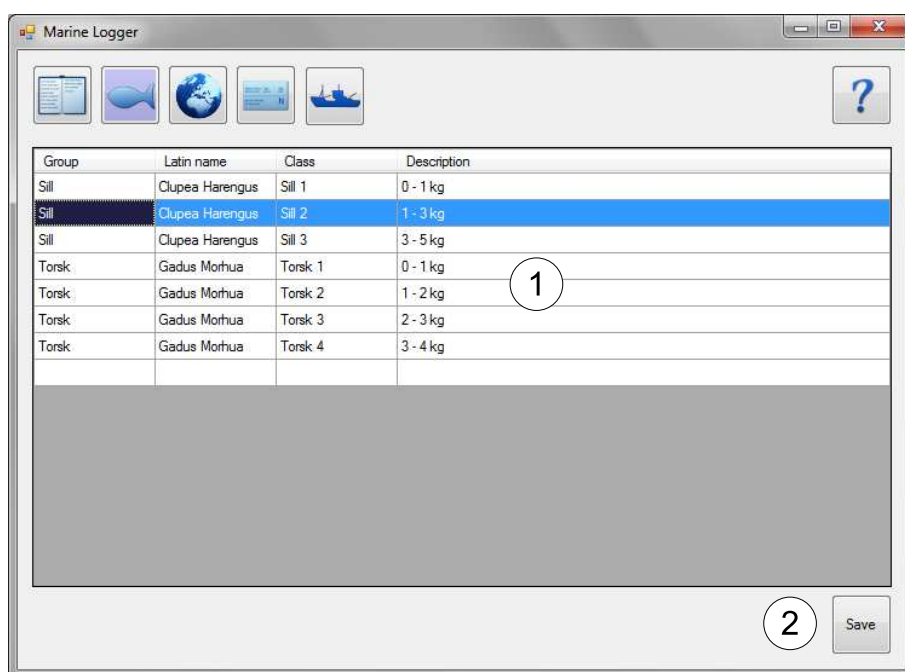 Marine Logger
?
Group Latin name Class Description
Sill Clupea Harengus Sill 1 0 - 1 kg
Sill Clupea Harengus Sill 2 1 - 3 kg
Sill Clupea Harengus Sill 3 3 - 5 kg
Torsk Gadus Morhua Torsk 1 0 - 1 kg
Torsk Gadus Morhua Torsk 2 1 - 2 kg
Torsk Gadus Morhua Torsk 3 2 - 3 kg
Torsk Gadus Morhua Torsk 4 3 - 4 kg
1
2 Save